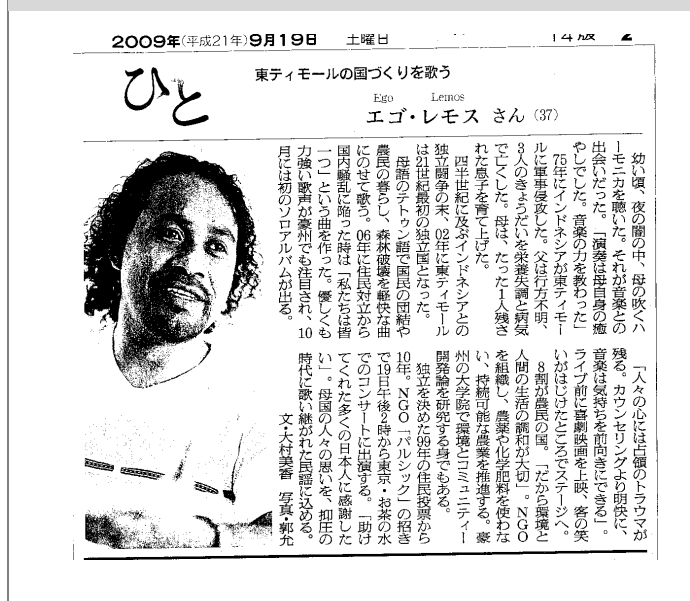 2009年(平成21年)9月19日 土曜日 14版 2
ひと
東ティモールの国づくりを歌う
Ego Lemos
エゴ・レモス さん (37)
幼い頃、夜の闇の中、母の吹くハ
ーモニカを聴いた。それが音楽との
出会いだった。「演奏は母自身の癒
やしでした。音楽の力を教わった」
75年にインドネシアが東ティモー
ルに軍事侵攻した。父は行方不明、
3人のきょうだいを栄養失調と病気
で亡くした。母は、たった1人残さ
れた息子を育て上げた。
四半世紀に及ぶインドネシアとの
独立闘争の末、02年に東ティモール
は21世紀最初の独立国となった。
母語のテトゥン語で国民の団結や
農民の暮らし、森林破壊を軽快な曲
にのせて歌う。06年に住民対立から
国内騒乱に陥った時は「私たちは皆
一つ」という曲を作った。優しくも
力強い歌声が豪州でも注目され、10
月には初のソロアルバムが出る。
「人々の心には占領のトラウマが
残る。カウンセリングより明快に、
音楽は気持ちを前向きにできる」。
ライブ前に喜劇映画を上映、客の笑
いがはじけたところでステージへ。
8割が農民の国。「だから環境と
人間の生活の調和が大切」。NGO
を組織し、農薬や化学肥料を使わな
い、持続可能な農業を推進する。豪
州の大学院で環境とコミュニティー
開発論を研究する身でもある。
独立を決めた99年の住民投票から
10年。NGO「パルシック」の招き
で19日午後2時から東京・お茶の水
でのコンサートに出演する。「助け
てくれた多くの日本人に感謝した
い」。母国の人々の思いを、抑圧の
時代に歌い継がれた民謡に込める。
文・大村美香 写真・郭允